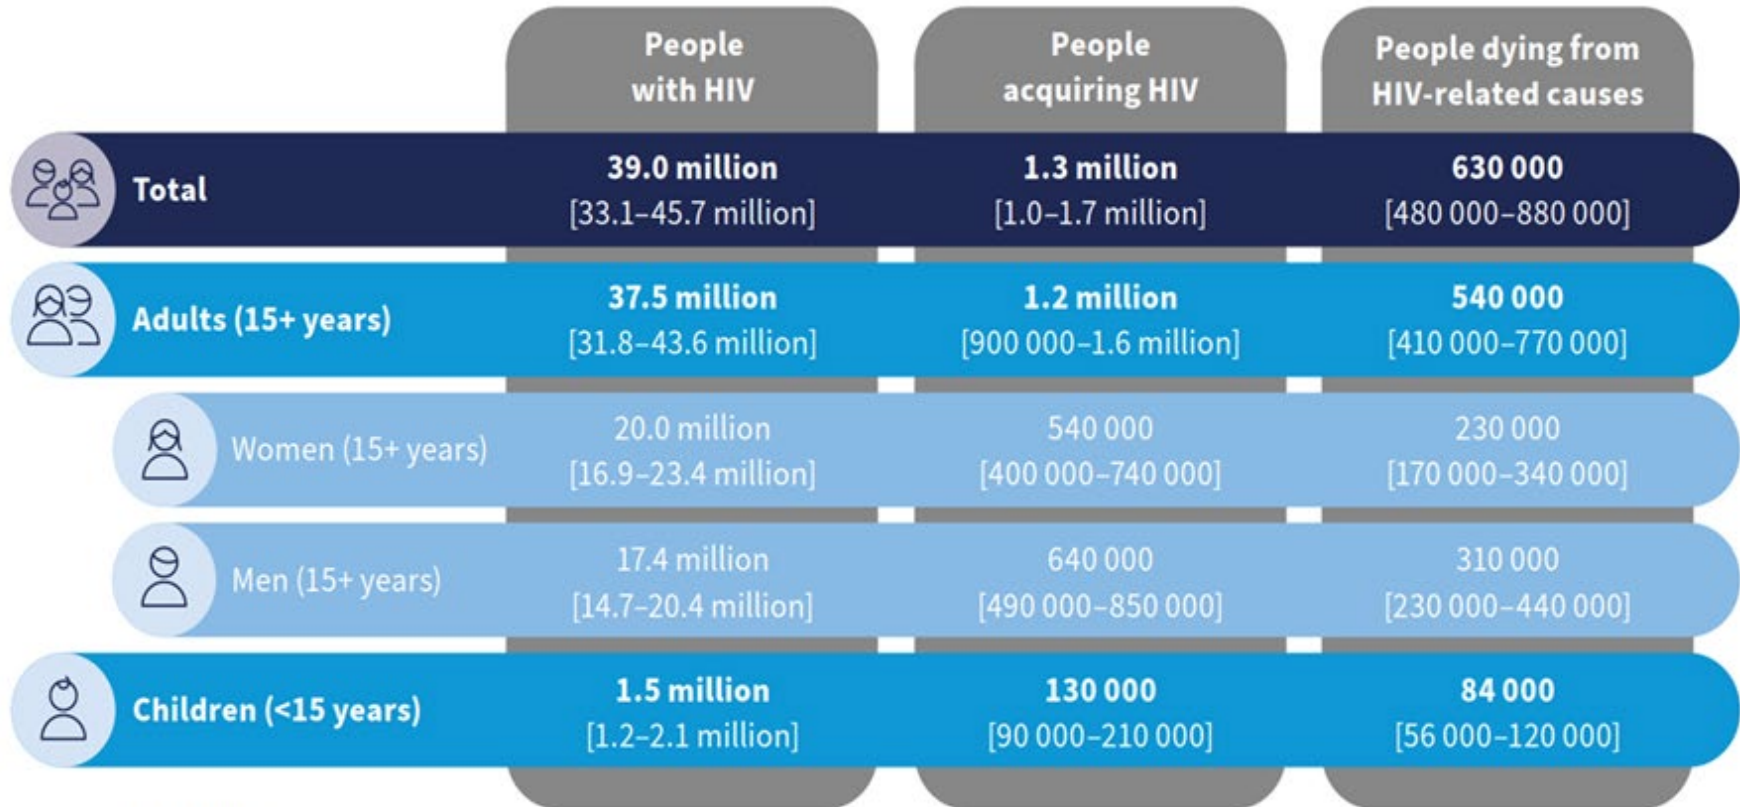 People
with HIV
People
acquiring HIV
People dying from
HIV-related causes
Total
39.0 million
[33.1–45.7 million]
1.3 million
[1.0–1.7 million]
630 000
[480 000–880 000]
Adults (15+ years)
37.5 million
[31.8–43.6 million]
1.2 million
[900 000–1.6 million]
540 000
[410 000–770 000]
Women (15+ years)
20.0 million
[16.9–23.4 million]
540 000
[400 000–740 000]
230 000
[170 000–340 000]
Men (15+ years)
17.4 million
[14.7–20.4 million]
640 000
[490 000–850 000]
310 000
[230 000–440 000]
Children (<15 years)
1.5 million
[1.2–2.1 million]
130 000
[90 000–210 000]
84 000
[56 000–120 000]